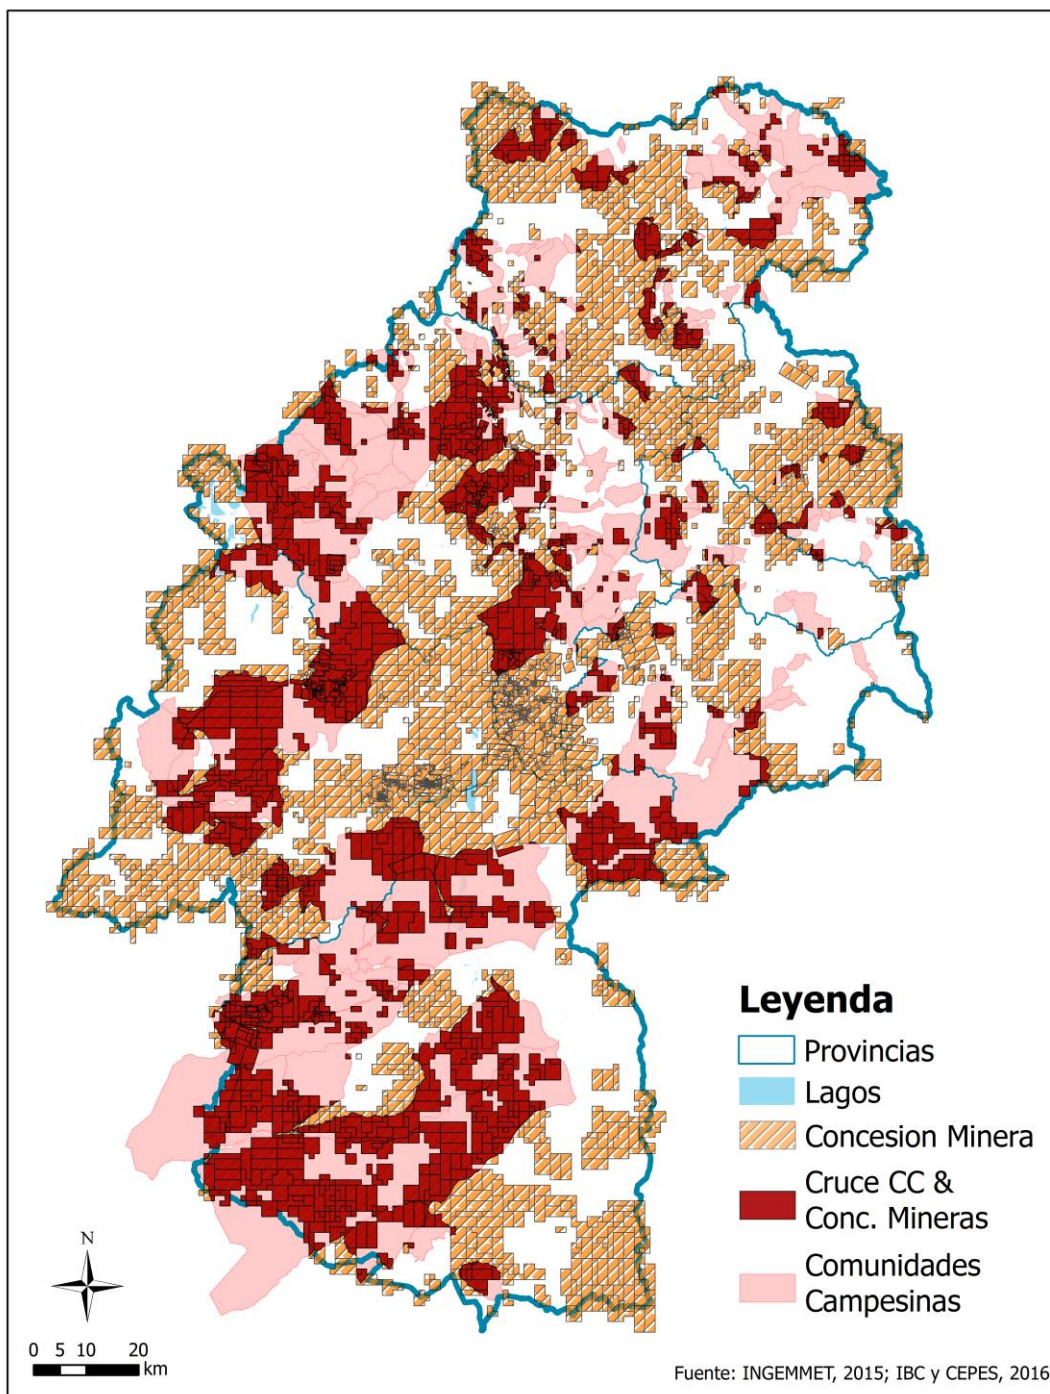 Leyenda
Provincias
Lagos
Concesion Minera
Cruce CC &
Conc. Mineras
Comunidades
Campesinas
N
0 5 10 20
km
Fuente: INGEMMET, 2015; IBC y CEPES, 2016